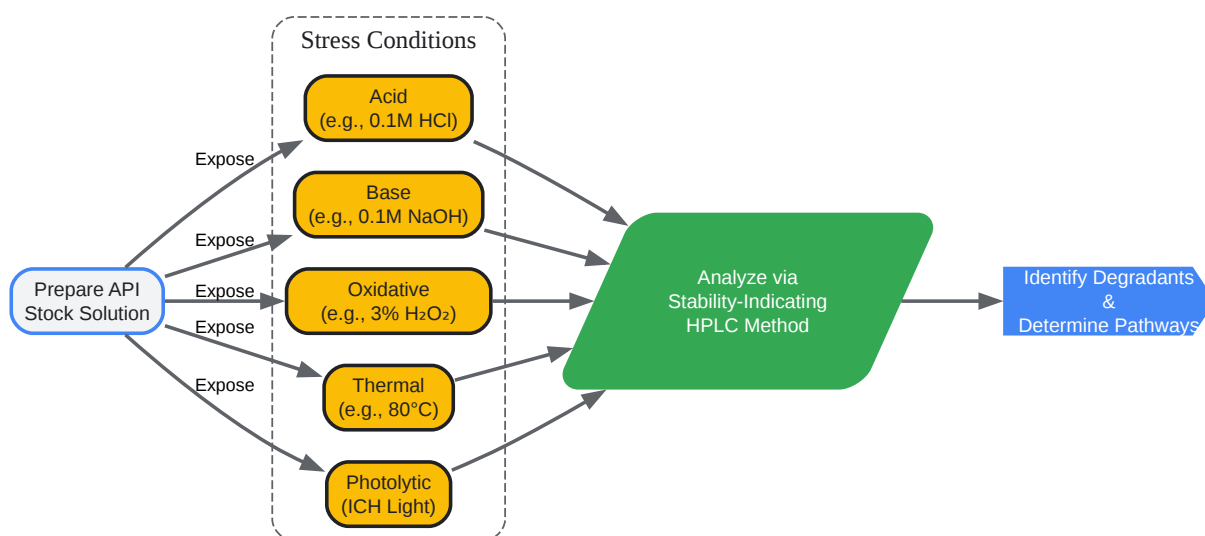 Stress Conditions
Acid
(e.g., 0.1M HCl)
Expose
Base
(e.g., 0.1M NaOH)
Expose
Prepare API
Stock Solution
Expose
Oxidative
(e.g., 3% H₂O₂)
Expose
Thermal
(e.g., 80°C)
Expose
Photolytic
(ICH Light)
Analyze via
Stability-Indicating
HPLC Method
Identify Degradants
&
Determine Pathways